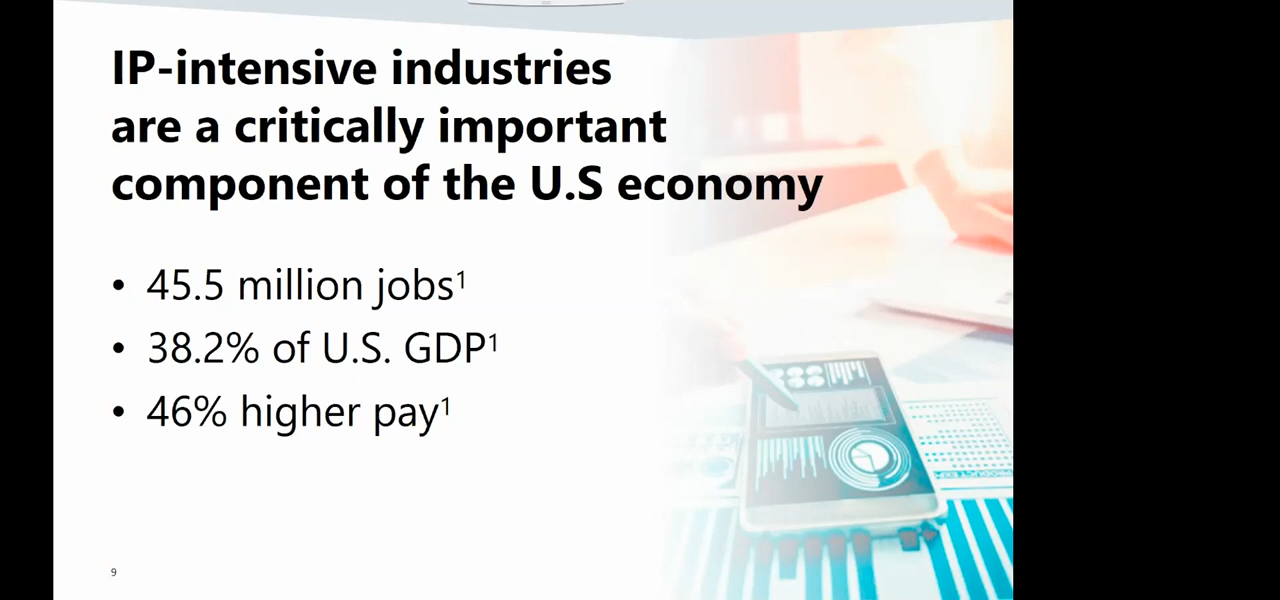 IP-intensive industries
are a critically important
component of the U.S economy
• 45.5 million jobs¹
• 38.2% of U.S. GDP¹
• 46% higher pay¹
9